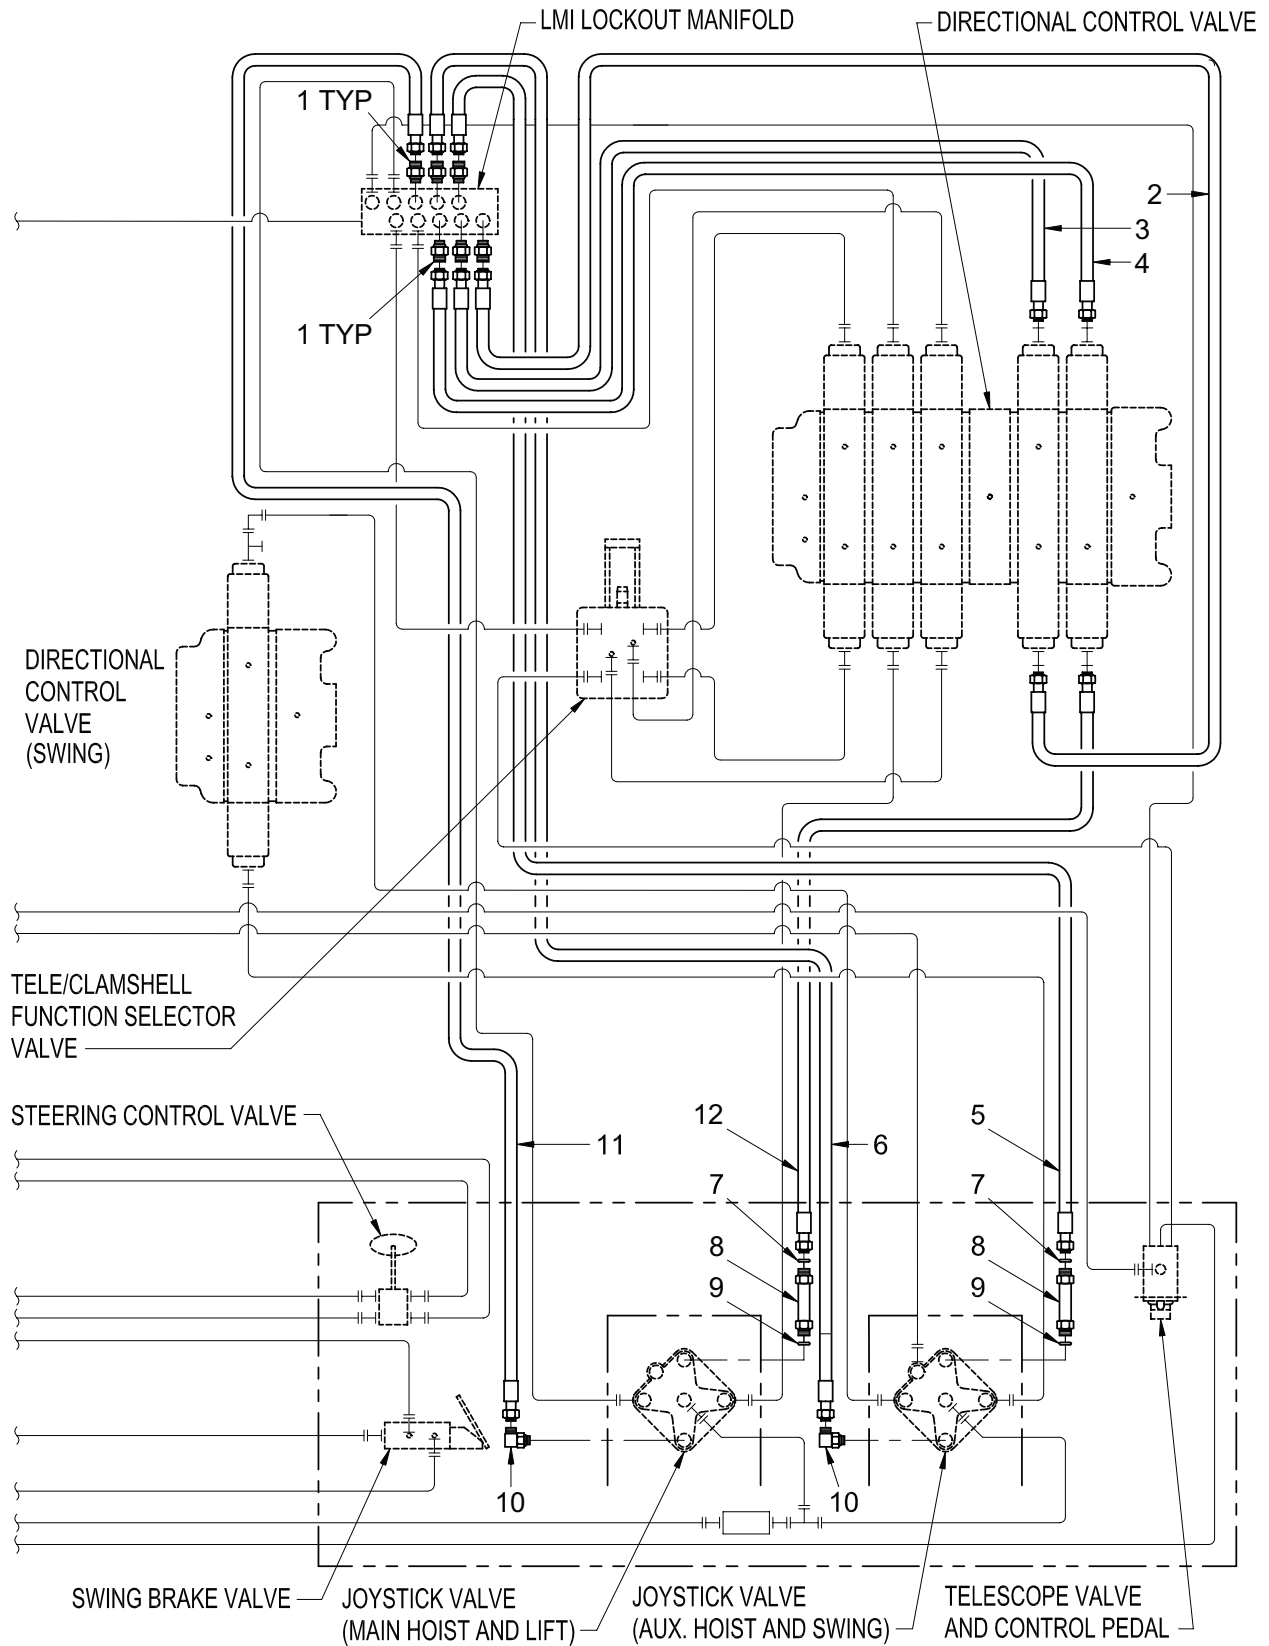 LMI LOCKOUT MANIFOLD
DIRECTIONAL CONTROL VALVE
1 TYP
2
3
4
1 TYP
DIRECTIONAL
CONTROL
VALVE
(SWING)
TELE/CLAMSHELL
FUNCTION SELECTOR
VALVE
STEERING CONTROL VALVE
11
12
6
5
7
7
8
8
9
9
10
10
SWING BRAKE VALVE
JOYSTICK VALVE
(MAIN HOIST AND LIFT)
JOYSTICK VALVE
(AUX. HOIST AND SWING)
TELESCOPE VALVE
AND CONTROL PEDAL